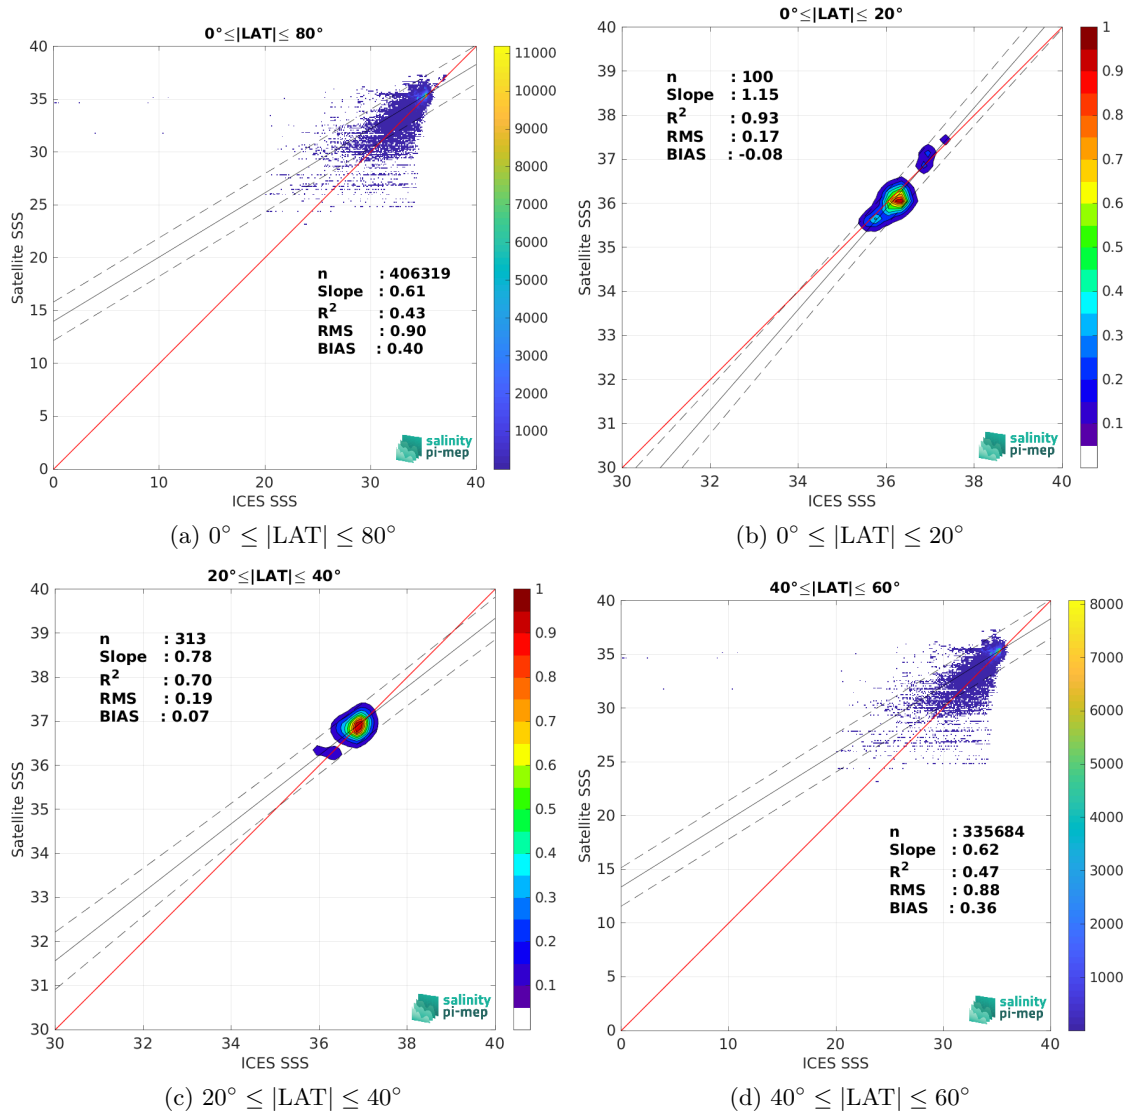 0°≤|LAT|≤ 80°
40
35
30
25
20
15
10
5
0
0
10
20
30
40
Satellite SSS
ICES SSS
n : 406319
Slope : 0.61
R² : 0.43
RMS : 0.90
BIAS : 0.40
11000
10000
9000
8000
7000
6000
5000
4000
3000
2000
1000
salinity
pi-mep
(a) 0° ≤ |LAT| ≤ 80°
0°≤|LAT|≤ 20°
40
39
38
37
36
35
34
33
32
31
30
30
32
34
36
38
40
Satellite SSS
ICES SSS
n : 100
Slope : 1.15
R² : 0.93
RMS : 0.17
BIAS : -0.08
1
0.9
0.8
0.7
0.6
0.5
0.4
0.3
0.2
0.1
salinity
pi-mep
(b) 0° ≤ |LAT| ≤ 20°
20°≤|LAT|≤ 40°
40
39
38
37
36
35
34
33
32
31
30
30
32
34
36
38
40
Satellite SSS
ICES SSS
n : 313
Slope : 0.78
R² : 0.70
RMS : 0.19
BIAS : 0.07
1
0.9
0.8
0.7
0.6
0.5
0.4
0.3
0.2
0.1
salinity
pi-mep
(c) 20° ≤ |LAT| ≤ 40°
40°≤|LAT|≤ 60°
40
35
30
25
20
15
10
5
0
0
10
20
30
40
Satellite SSS
ICES SSS
n : 335684
Slope : 0.62
R² : 0.47
RMS : 0.88
BIAS : 0.36
8000
7000
6000
5000
4000
3000
2000
1000
salinity
pi-mep
(d) 40° ≤ |LAT| ≤ 60°